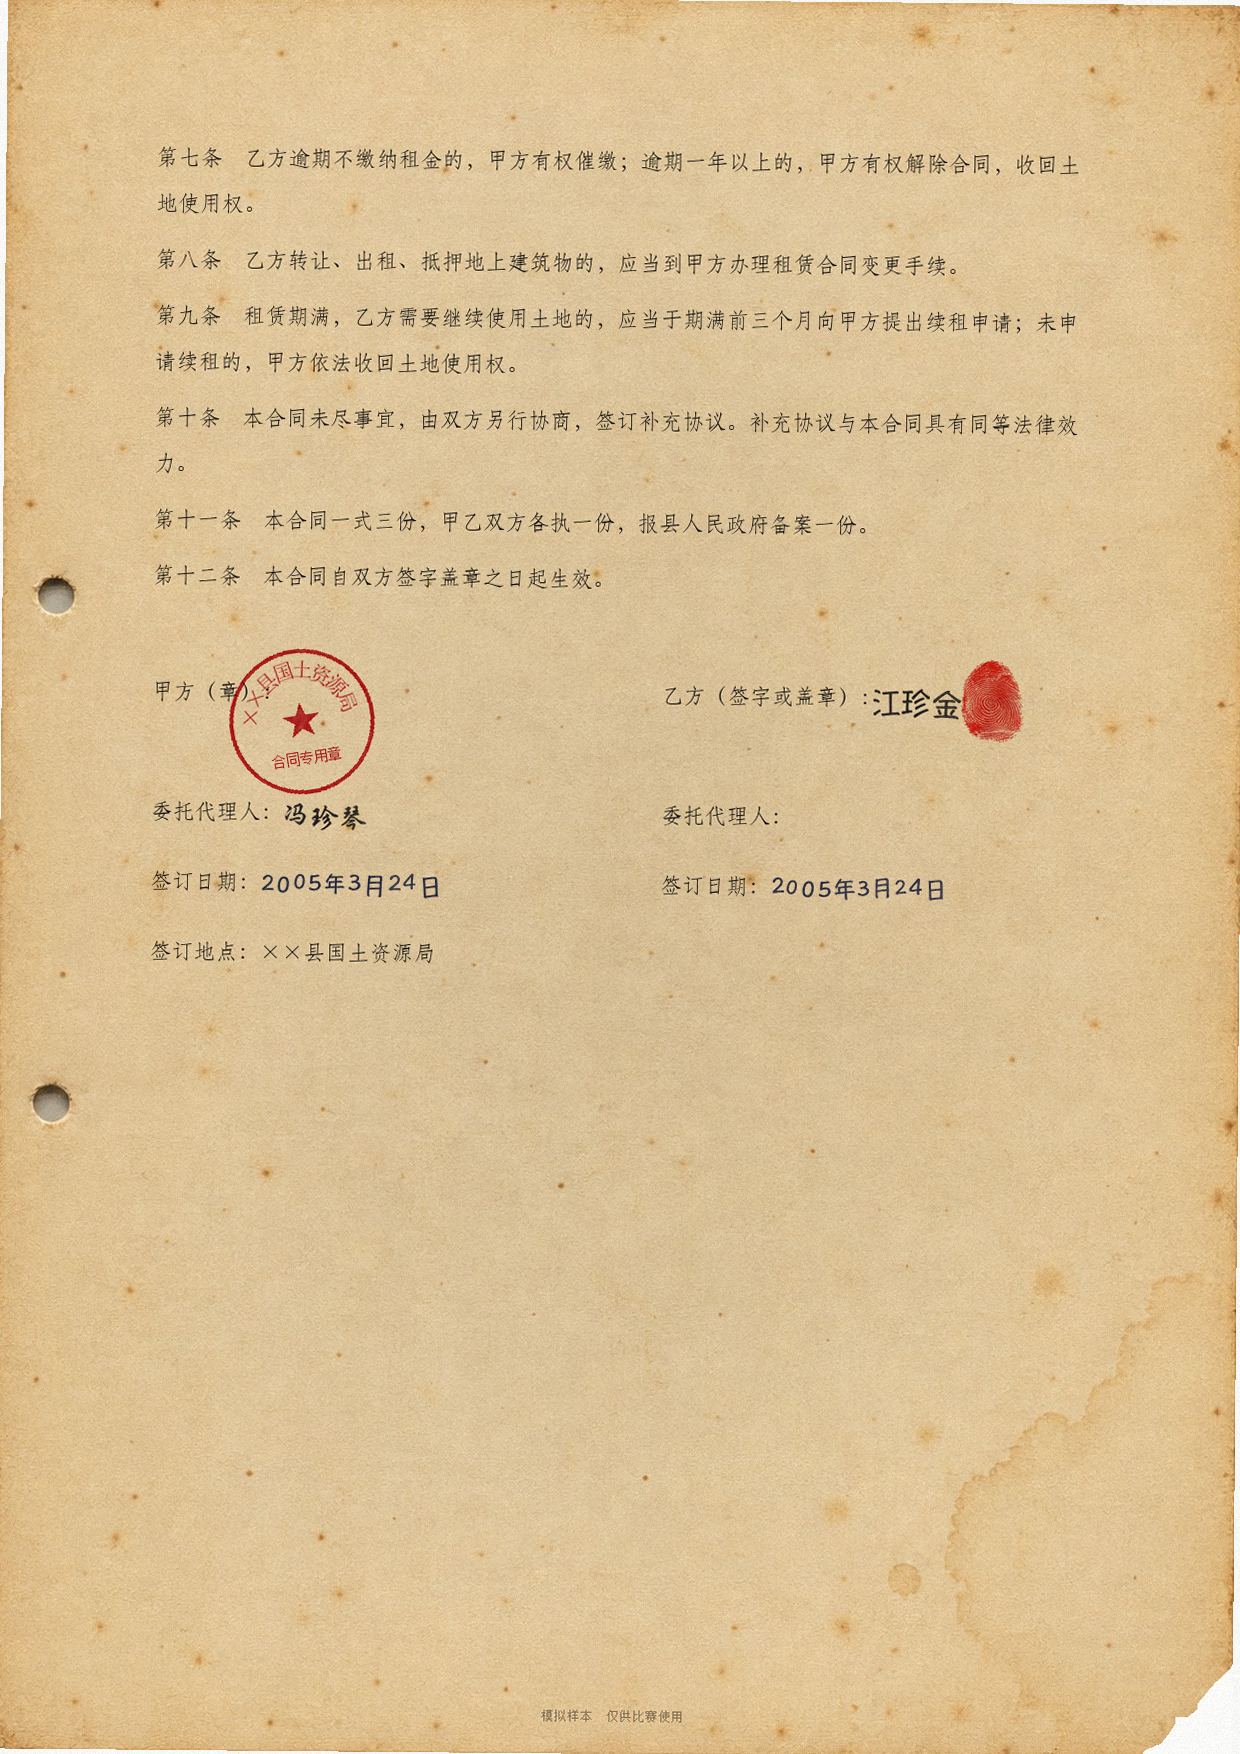 第七条　乙方逾期不缴纳租金的，甲方有权催缴；逾期一年以上的，甲方有权解除合同，收回土
地使用权。
第八条　乙方转让、出租、抵押地上建筑物的，应当到甲方办理租赁合同变更手续。
第九条　租赁期满，乙方需要继续使用土地的，应当于期满前三个月向甲方提出续租申请；未申
请续租的，甲方依法收回土地使用权。
第十条　本合同未尽事宜，由双方另行协商，签订补充协议。补充协议与本合同具有同等法律效
力。
第十一条　本合同一式三份，甲乙双方各执一份，报县人民政府备案一份。
第十二条　本合同自双方签字盖章之日起生效。
甲方（章）
××县国土资源局
合同专用章
乙方（签字或盖章）:江珍金
委托代理人：冯珍琴
委托代理人：
签订日期：2005年3月24日
签订日期：2005年3月24日
签订地点：××县国土资源局
模拟样本　仅供比赛使用